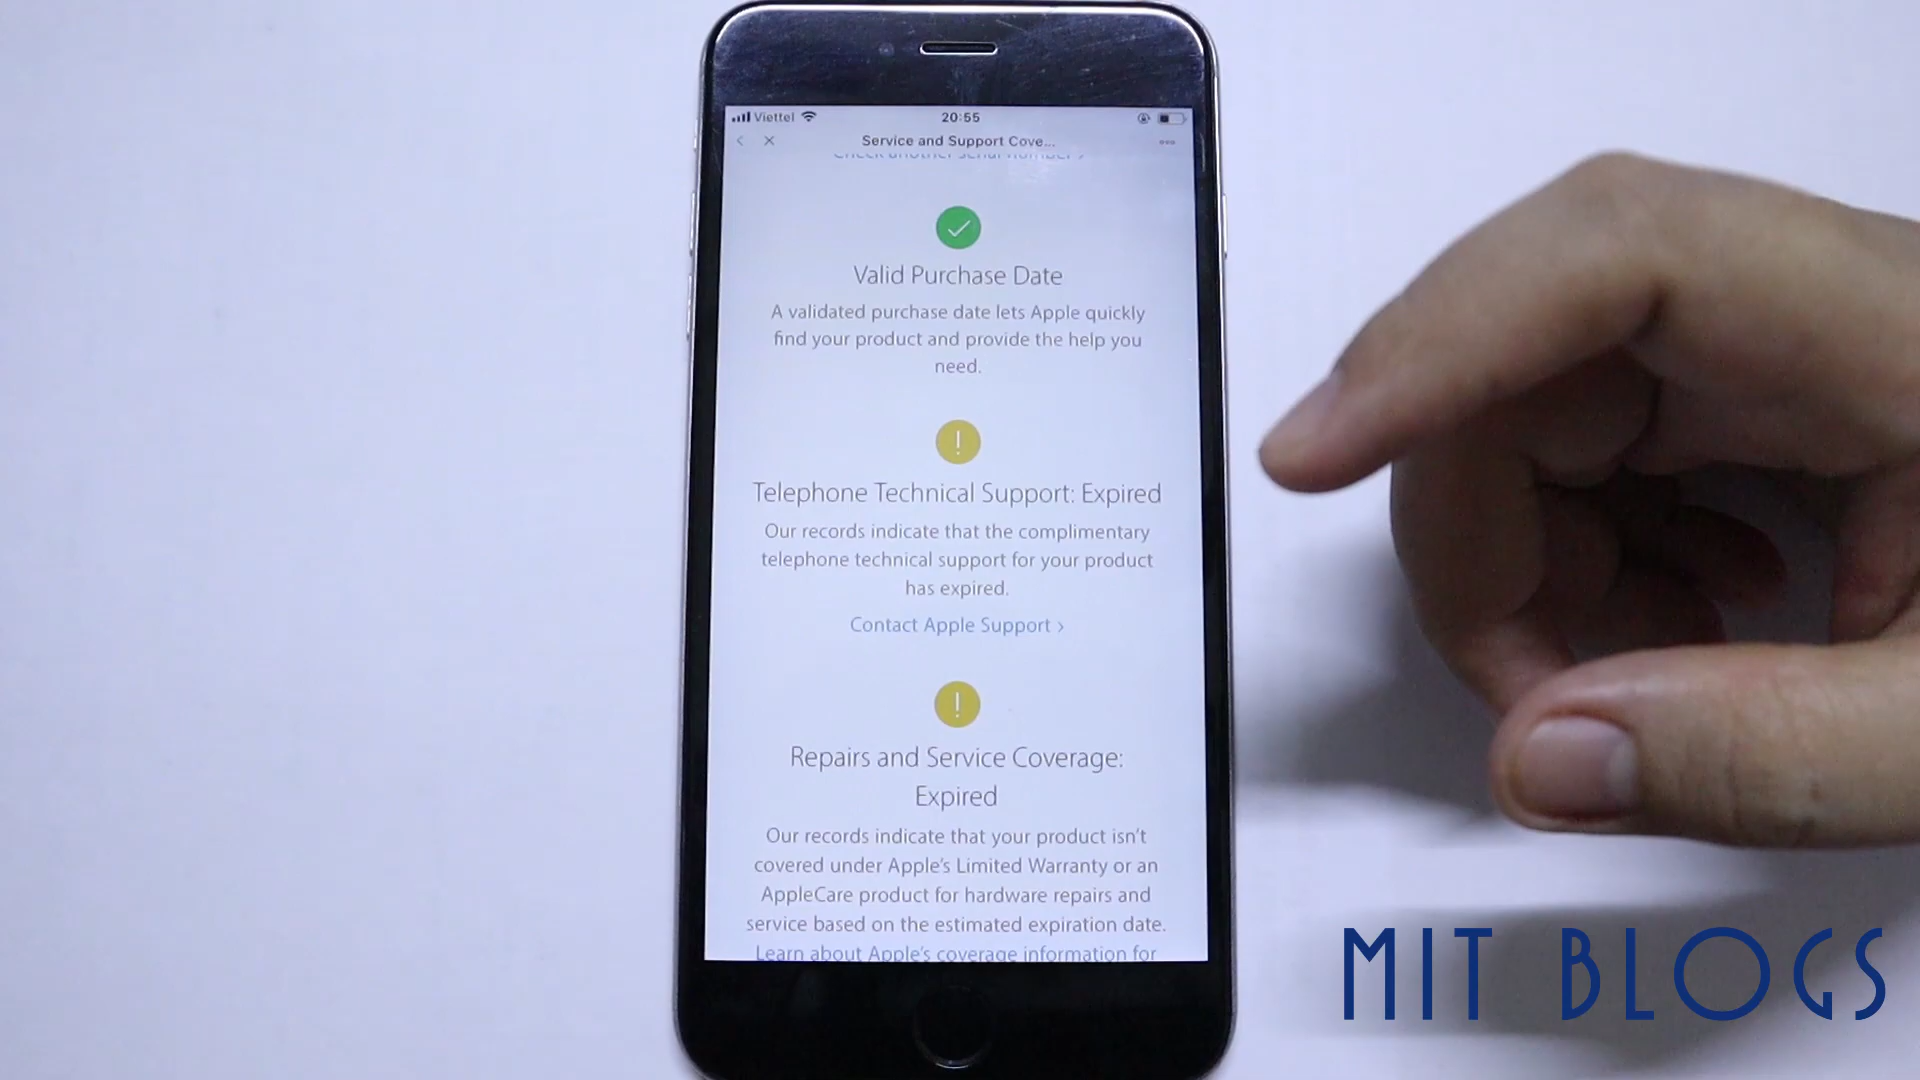 Viettel
20:55
Service and Support Cove...
Check another serial number >
Valid Purchase Date
A validated purchase date lets Apple quickly
find your product and provide the help you
need.
Telephone Technical Support: Expired
Our records indicate that the complimentary
telephone technical support for your product
has expired.
Contact Apple Support >
Repairs and Service Coverage:
Expired
Our records indicate that your product isn't
covered under Apple's Limited Warranty or an
AppleCare product for hardware repairs and
service based on the estimated expiration date.
Learn about Apple's coverage information for
MIT BLOGS